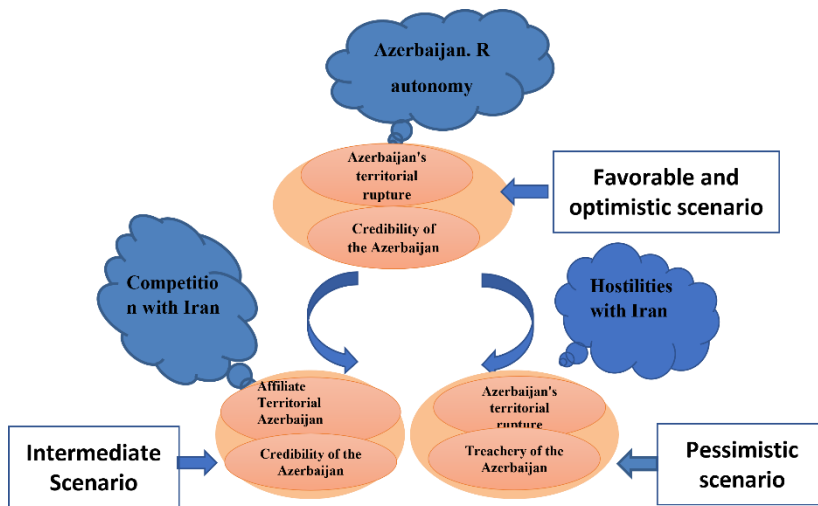 Azerbaijan. R
autonomy
Azerbaijan's
territorial
rupture
Credibility of
the Azerbaijan
Favorable and
optimistic scenario
Competitio
n with Iran
Hostilities
with Iran
Affiliate
Territorial
Azerbaijan
Credibility of the
Azerbaijan
Azerbaijan's
territorial
rupture
Treachery of the
Azerbaijan
Intermediate
Scenario
Pessimistic
scenario